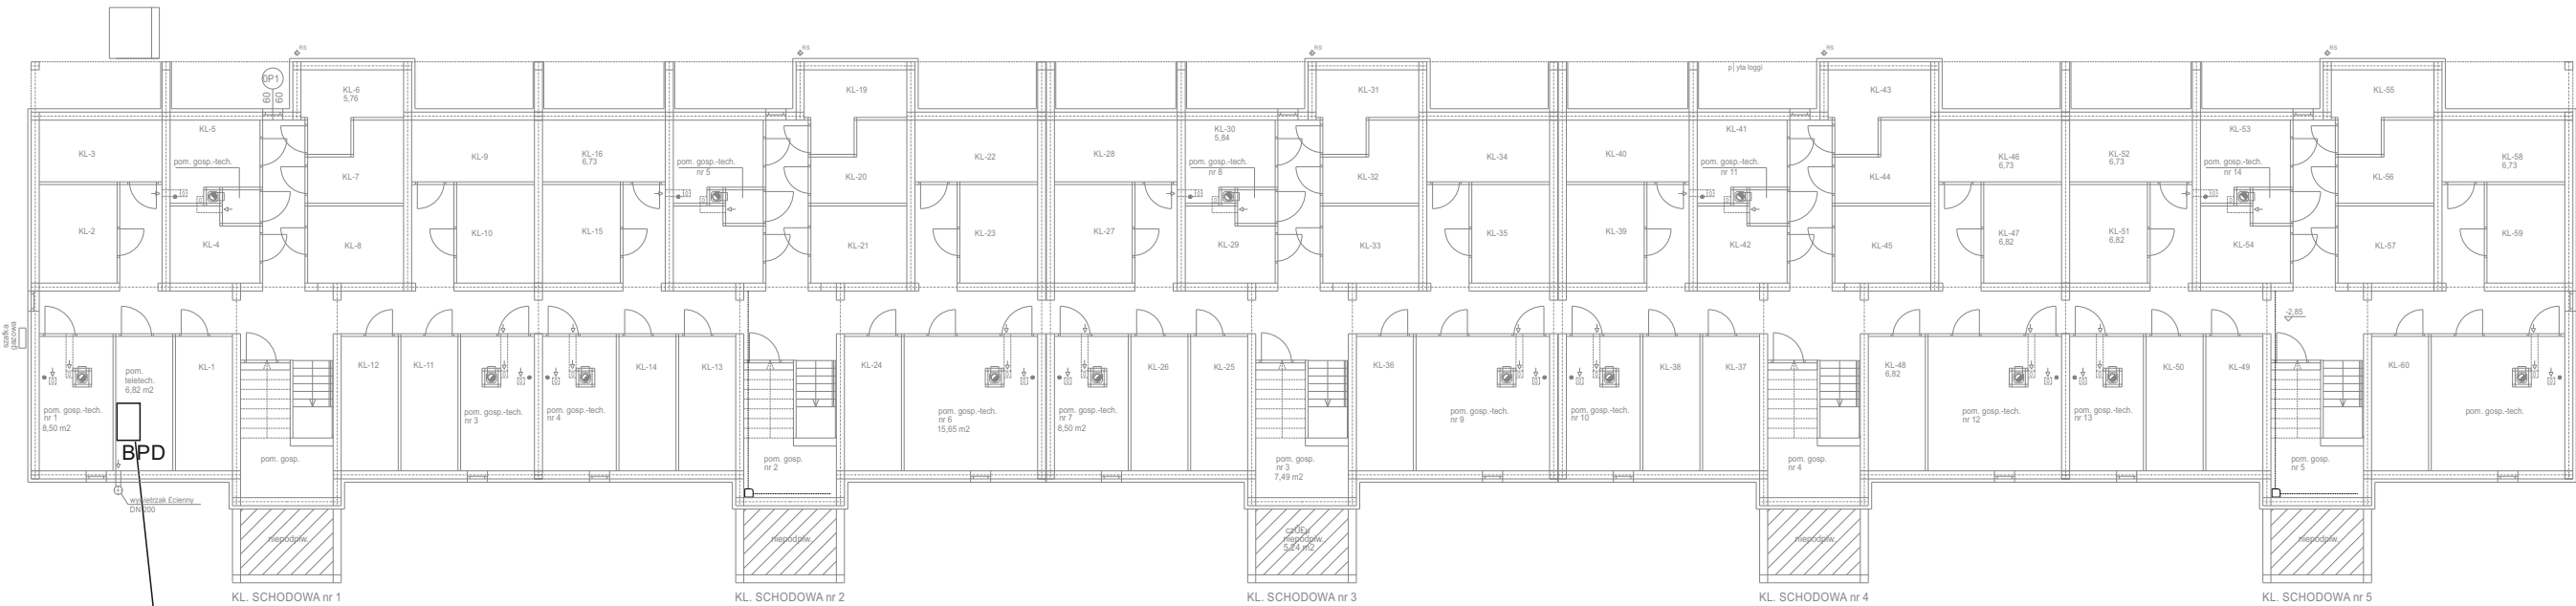 RS
RS
RS
RS
RS
0P1
60
60
płyta loggi
KL-6
5,76
KL-19
KL-31
KL-43
KL-55
KL-3
KL-5
KL-9
KL-16
6,73
KL-22
KL-28
KL-30
5,84
KL-34
KL-40
KL-41
KL-46
6,73
KL-52
6,73
KL-53
KL-58
6,73
pom. gosp.-tech.
KL-7
pom. gosp.-tech.
nr 5
KL-20
pom. gosp.-tech.
nr 8
KL-32
pom. gosp.-tech.
nr 11
KL-44
pom. gosp.-tech.
nr 14
KL-56
KL-2
KL-4
KL-8
KL-10
KL-15
KL-21
KL-23
KL-27
KL-29
KL-33
KL-35
KL-39
KL-42
KL-45
KL-47
6,82
KL-51
6,82
KL-54
KL-57
KL-59
szafka
gazowa
-2,85
pom.
teletech.
6,82 m2
KL-1
KL-12
KL-11
KL-14
KL-13
KL-24
KL-26
KL-25
KL-36
KL-38
KL-37
KL-48
6,82
KL-50
KL-49
KL-60
pom. gosp.-tech.
nr 1
8,50 m2
BPD
pom. gosp.-tech.
nr 3
pom. gosp.-tech.
nr 4
pom. gosp.-tech.
nr 6
15,65 m2
pom. gosp.-tech.
nr 7
8,50 m2
pom. gosp.-tech.
nr 9
pom. gosp.-tech.
nr 10
pom. gosp.-tech.
nr 12
pom. gosp.-tech.
nr 13
pom. gosp.-tech.
pom. gosp.
pom. gosp.
nr 2
pom. gosp.
nr 3
7,49 m2
pom. gosp.
nr 4
pom. gosp.
nr 5
wywietrzak Ecienny
DN 200
niepodpiw.
niepodpiw.
niepodpiw.
5,24 m2
niepodpiw.
niepodpiw.
KL. SCHODOWA nr 1
KL. SCHODOWA nr 2
KL. SCHODOWA nr 3
KL. SCHODOWA nr 4
KL. SCHODOWA nr 5